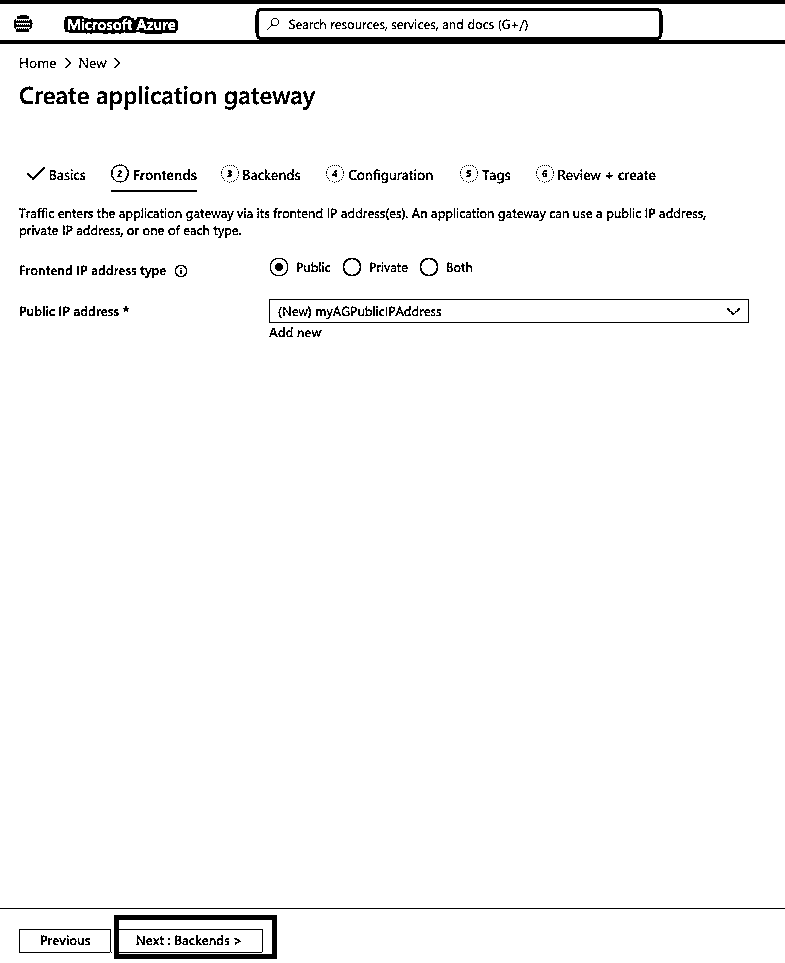 Microsoft Azure
Search resources, services, and docs (G+/)
Home > New >
Create application gateway
Basics 2 Frontends 3 Backends 4 Configuration 5 Tags 6 Review + create
Traffic enters the application gateway via its frontend IP address(es). An application gateway can use a public IP address,
private IP address, or one of each type.
Frontend IP address type Public Private Both
Public IP address * (New) myAGPublicIPAddress
Add new
Previous Next : Backends >